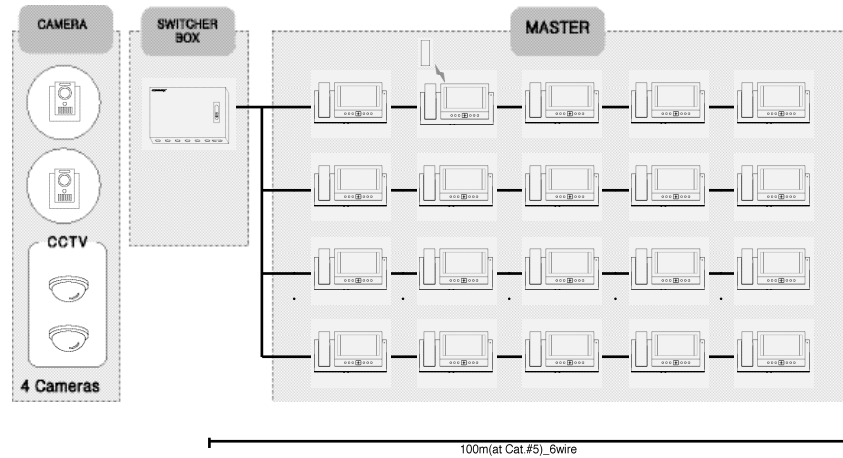 CAMERA
SWITCHER
BOX
MASTER
CCTV
4 Cameras
100m(at Cat.#5)_6wire